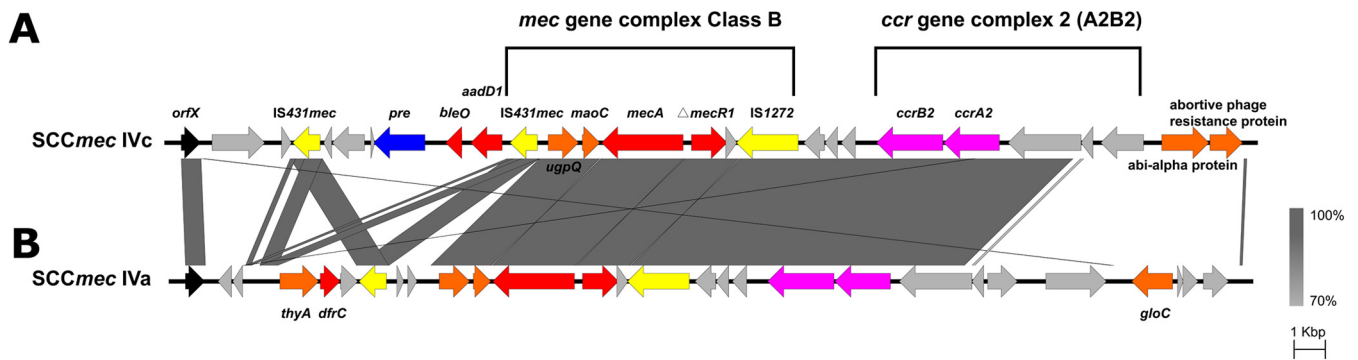 A
mec gene complex Class B
ccr gene complex 2 (A2B2)
aadD1
orfX IS431mec pre bleO IS431mec maoC mecA △ mecR1 IS1272 ccrB2 ccrA2 abortive phage
resistance protein
SCCmec IVc
ugpQ abi-alpha protein
B
100%
SCCmec IVa
70%
thyA dfrC gloC
1 Kbp